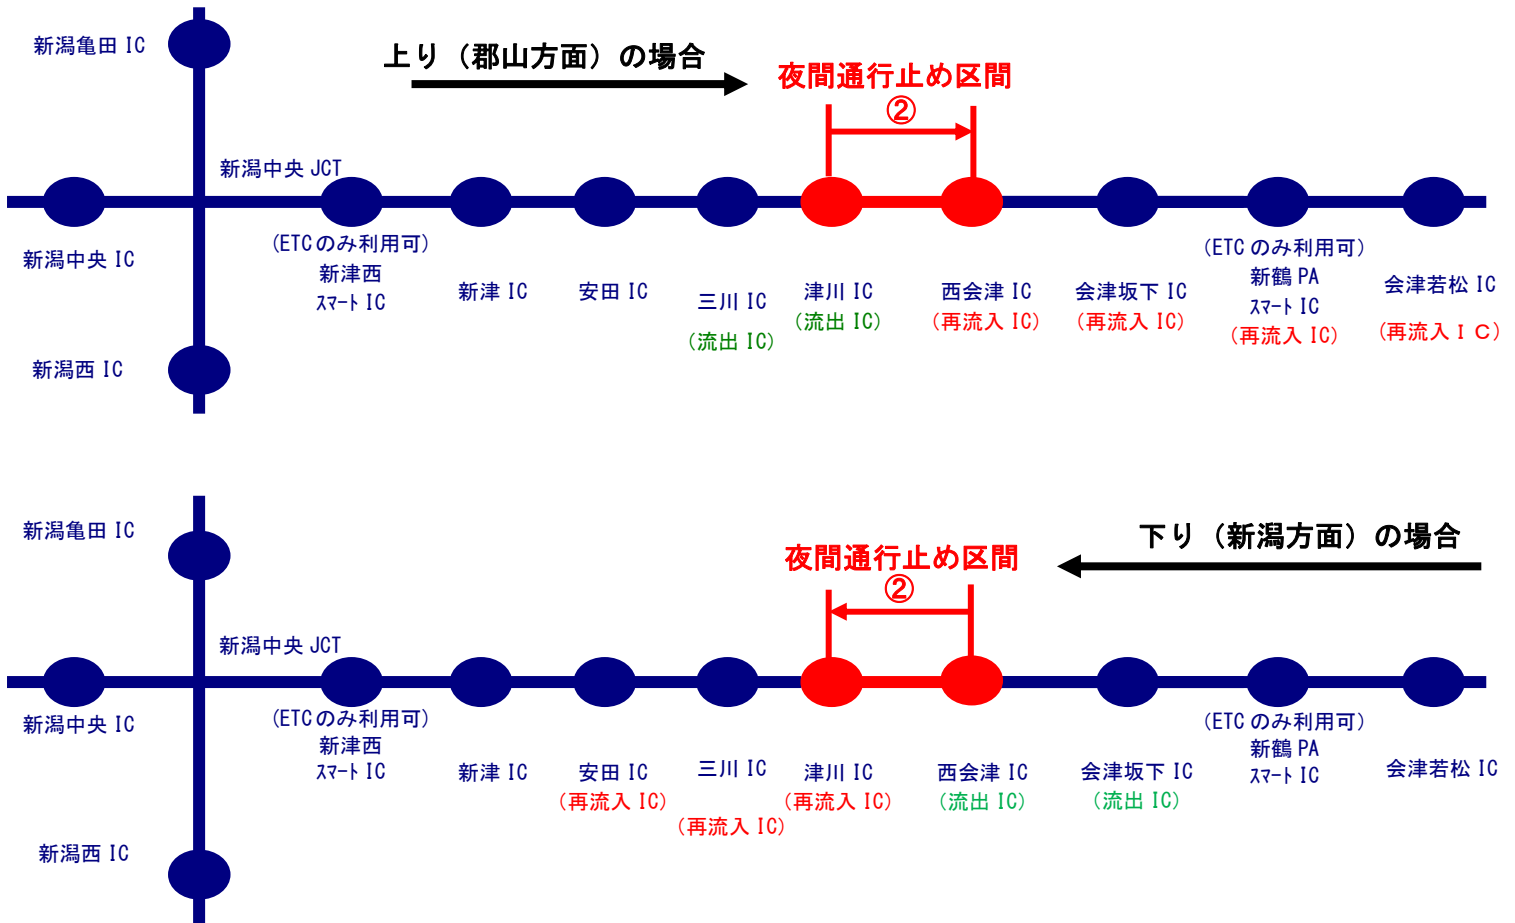 新潟亀田 IC
上り（郡山方面）の場合
夜間通行止め区間
②
新潟中央 JCT
新潟中央 IC
(ETCのみ利用可)
新津西
ｽﾏｰﾄ IC
新津 IC
安田 IC
三川 IC
(流出 IC)
津川 IC
(流出 IC)
西会津 IC
(再流入 IC)
会津坂下 IC
(再流入 IC)
(ETCのみ利用可)
新鶴 PA
ｽﾏｰﾄ IC
(再流入 IC)
会津若松 IC
(再流入ＩＣ)
新潟西 IC
新潟亀田 IC
下り（新潟方面）の場合
夜間通行止め区間
②
新潟中央 JCT
新潟中央 IC
(ETCのみ利用可)
新津西
ｽﾏｰﾄ IC
新津 IC
安田 IC
(再流入 IC)
三川 IC
(再流入 IC)
津川 IC
(再流入 IC)
西会津 IC
(流出 IC)
会津坂下 IC
(流出 IC)
(ETCのみ利用可)
新鶴 PA
ｽﾏｰﾄ IC
会津若松 IC
新潟西 IC